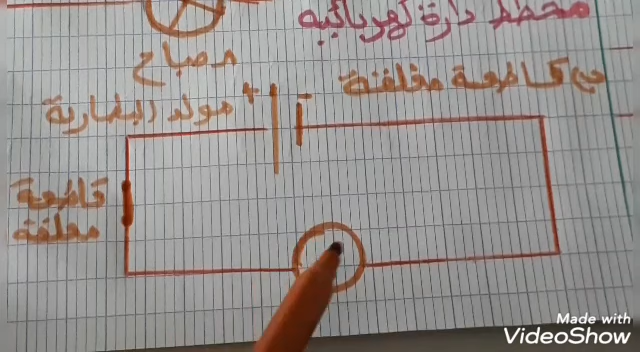 مخطط دارة كهربائية
مصباح
مع قاطعة مغلقة
مولد البطارية
+ -
قاطعة
مغلقة
Made with
VideoShow